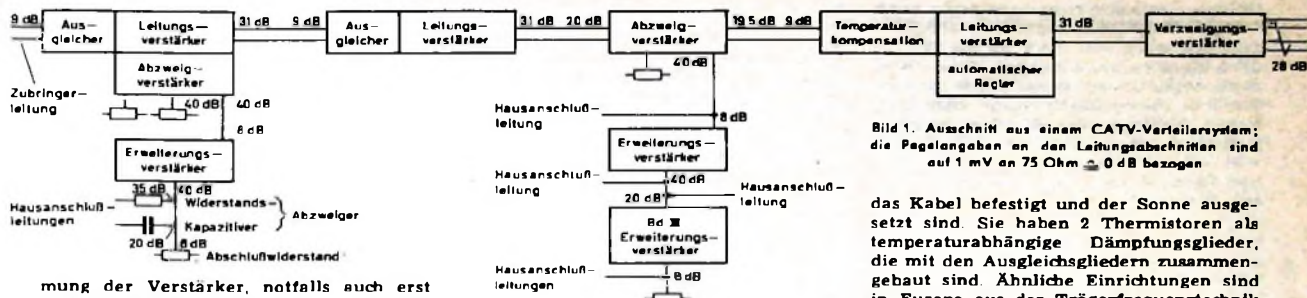 9 dB
Aus-
gleicher
Leitungs-
verstärker
31 dB
9 dB
Aus-
gleicher
Leitungs-
verstärker
31 dB
20 dB
Abzweig-
verstärker
19.5 dB
9 dB
Temperatur-
kompensation
Leitungs-
verstärker
31 dB
Verzweigungs-
verstärker
28 dB
Abzweig-
verstärker
automatischer
Regler
Zubringer-
leitung
40 dB
40 dB
8 dB
40 dB
Hausanschluß-
leitung
8 dB
Erweiterungs-
verstärker
Erweiterungs-
verstärker
35 dB
40 dB
Widerstands-
Kapazitiver
Abzweiger
Hausanschluß-
leitungen
20 dB
8 dB
Abschlußwiderstand
Hausanschluß-
leitung
40 dB
20 dB
Hausanschluß-
leitung
Bd III
Erweiterungs-
verstärker
Hausanschluß-
leitungen
8 dB
Bild 1. Ausschnitt aus einem CATV-Verteilersystem;
die Pegelangaben an den Leitungsabschnitten sind
auf 1 mV an 75 Ohm ≙ 0 dB bezogen
mung der Verstärker, notfalls auch erst
das Kabel befestigt und der Sonne ausge-
setzt sind. Sie haben 2 Thermistoren als
temperaturabhängige Dämpfungsglieder,
die mit den Ausgleichsgliedern zusammen-
gebaut sind. Ähnliche Einrichtungen sind
in Europa aus der Trägerfrequenztechnik